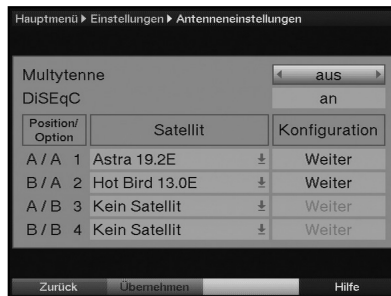 Hauptmenü ▶ Einstellungen ▶ Antenneneinstellungen
Multytenne aus
DiSEqC an
Position/ Option Satellit Konfiguration
A / A 1 Astra 19.2E Weiter
B / A 2 Hot Bird 13.0E Weiter
A / B 3 Kein Satellit Weiter
B / B 4 Kein Satellit Weiter
Zurück Übernehmen Hilfe